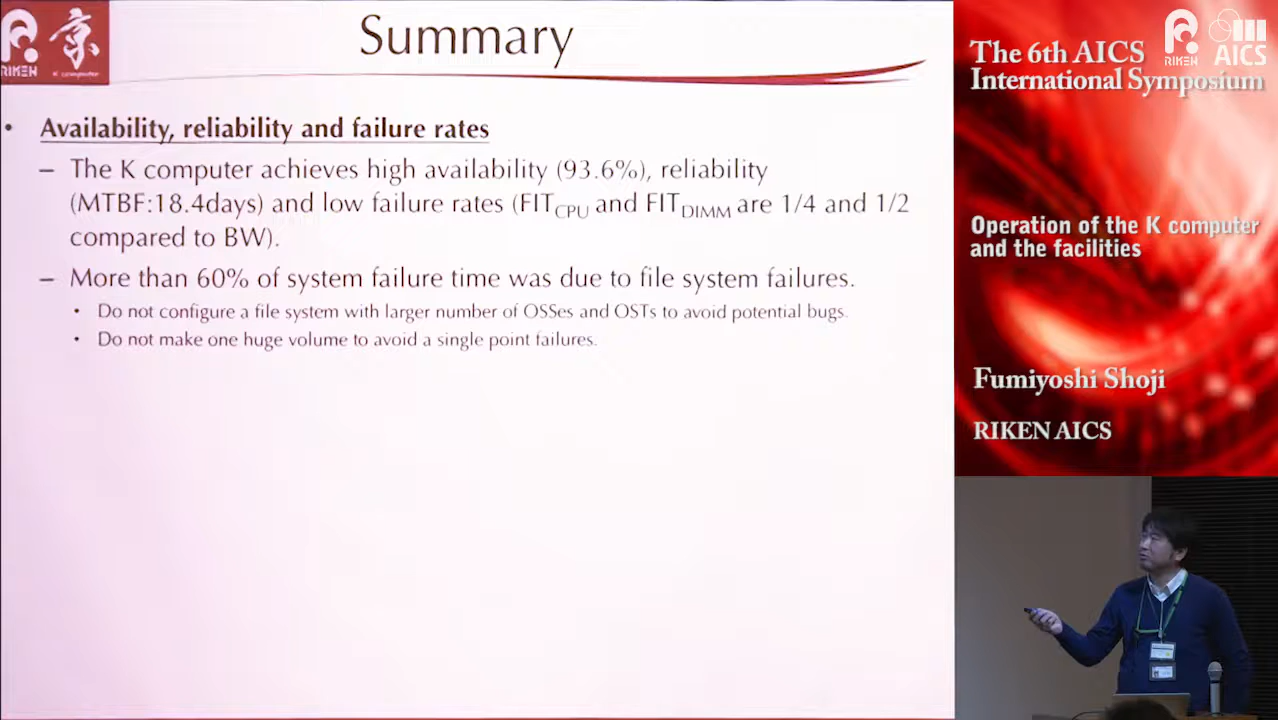 RIKEN
京
K computer
Summary
• Availability, reliability and failure rates
– The K computer achieves high availability (93.6%), reliability
(MTBF:18.4days) and low failure rates (FITCPU and FITDIMM are 1/4 and 1/2
compared to BW).
– More than 60% of system failure time was due to file system failures.
• Do not configure a file system with larger number of OSSes and OSTs to avoid potential bugs.
• Do not make one huge volume to avoid a single point failures.
The 6th AICS
International Symposium
RIKEN
AICS
Operation of the K computer
and the facilities
Fumiyoshi Shoji
RIKEN AICS